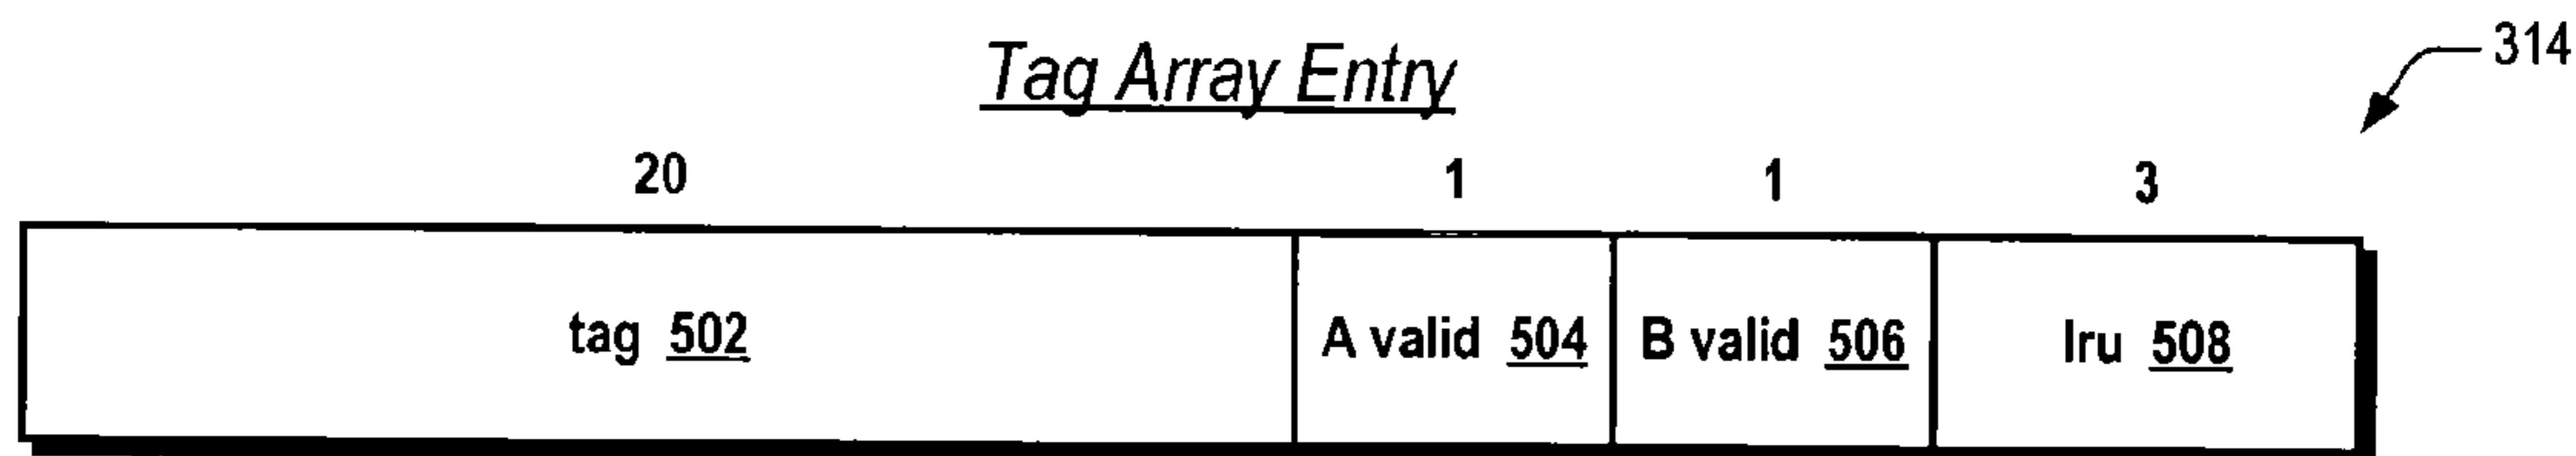 Tag Array Entry
314
20 1 1 3
tag 502 A valid 504 B valid 506 lru 508